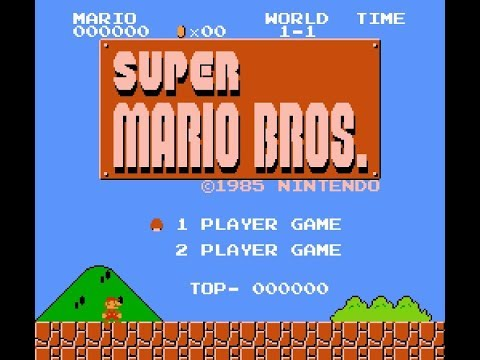 MARIO WORLD TIME
000000 ×00 1-1
SUPER
MARIO BROS.
©1985 NINTENDO
1 PLAYER GAME
2 PLAYER GAME
TOP- 000000